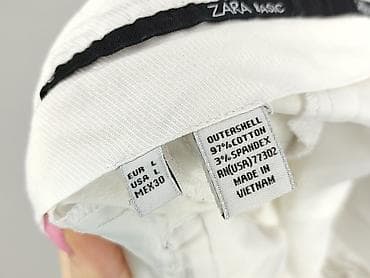 ZARA BASIC
EUR L
USA L
MEX30
OUTERSHELL
97%COTTON
3%SPANDEX
RN(USA)77302
MADE IN
VIETNAM